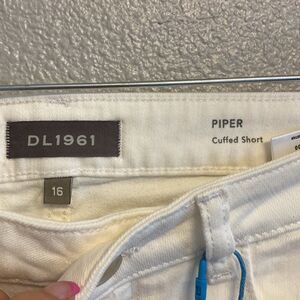 DL1961
PIPER
Cuffed Short
16